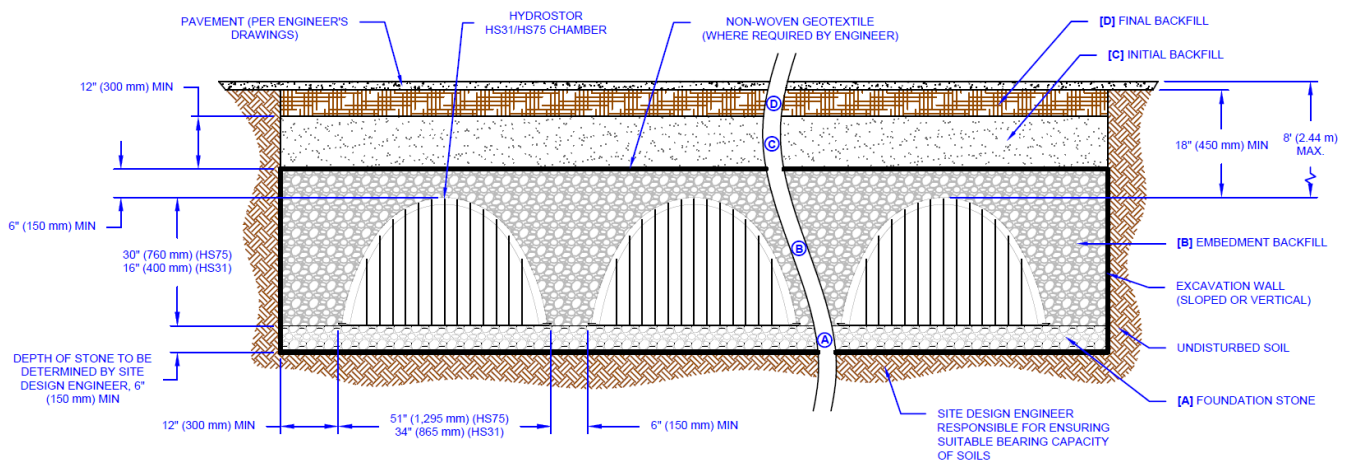 PAVEMENT (PER ENGINEER'S
DRAWINGS)
HYDROSTOR
HS31/HS75 CHAMBER
NON-WOVEN GEOTEXTILE
(WHERE REQUIRED BY ENGINEER)
[D] FINAL BACKFILL
[C] INITIAL BACKFILL
12" (300 mm) MIN
D
C
18" (450 mm) MIN
8' (2.44 m)
MAX.
6" (150 mm) MIN
30" (760 mm) (HS75)
16" (400 mm) (HS31)
B
[B] EMBEDMENT BACKFILL
EXCAVATION WALL
(SLOPED OR VERTICAL)
A
UNDISTURBED SOIL
DEPTH OF STONE TO BE
DETERMINED BY SITE
DESIGN ENGINEER, 6"
(150 mm) MIN
[A] FOUNDATION STONE
12" (300 mm) MIN
51" (1,295 mm) (HS75)
34" (865 mm) (HS31)
6" (150 mm) MIN
SITE DESIGN ENGINEER
RESPONSIBLE FOR ENSURING
SUITABLE BEARING CAPACITY
OF SOILS